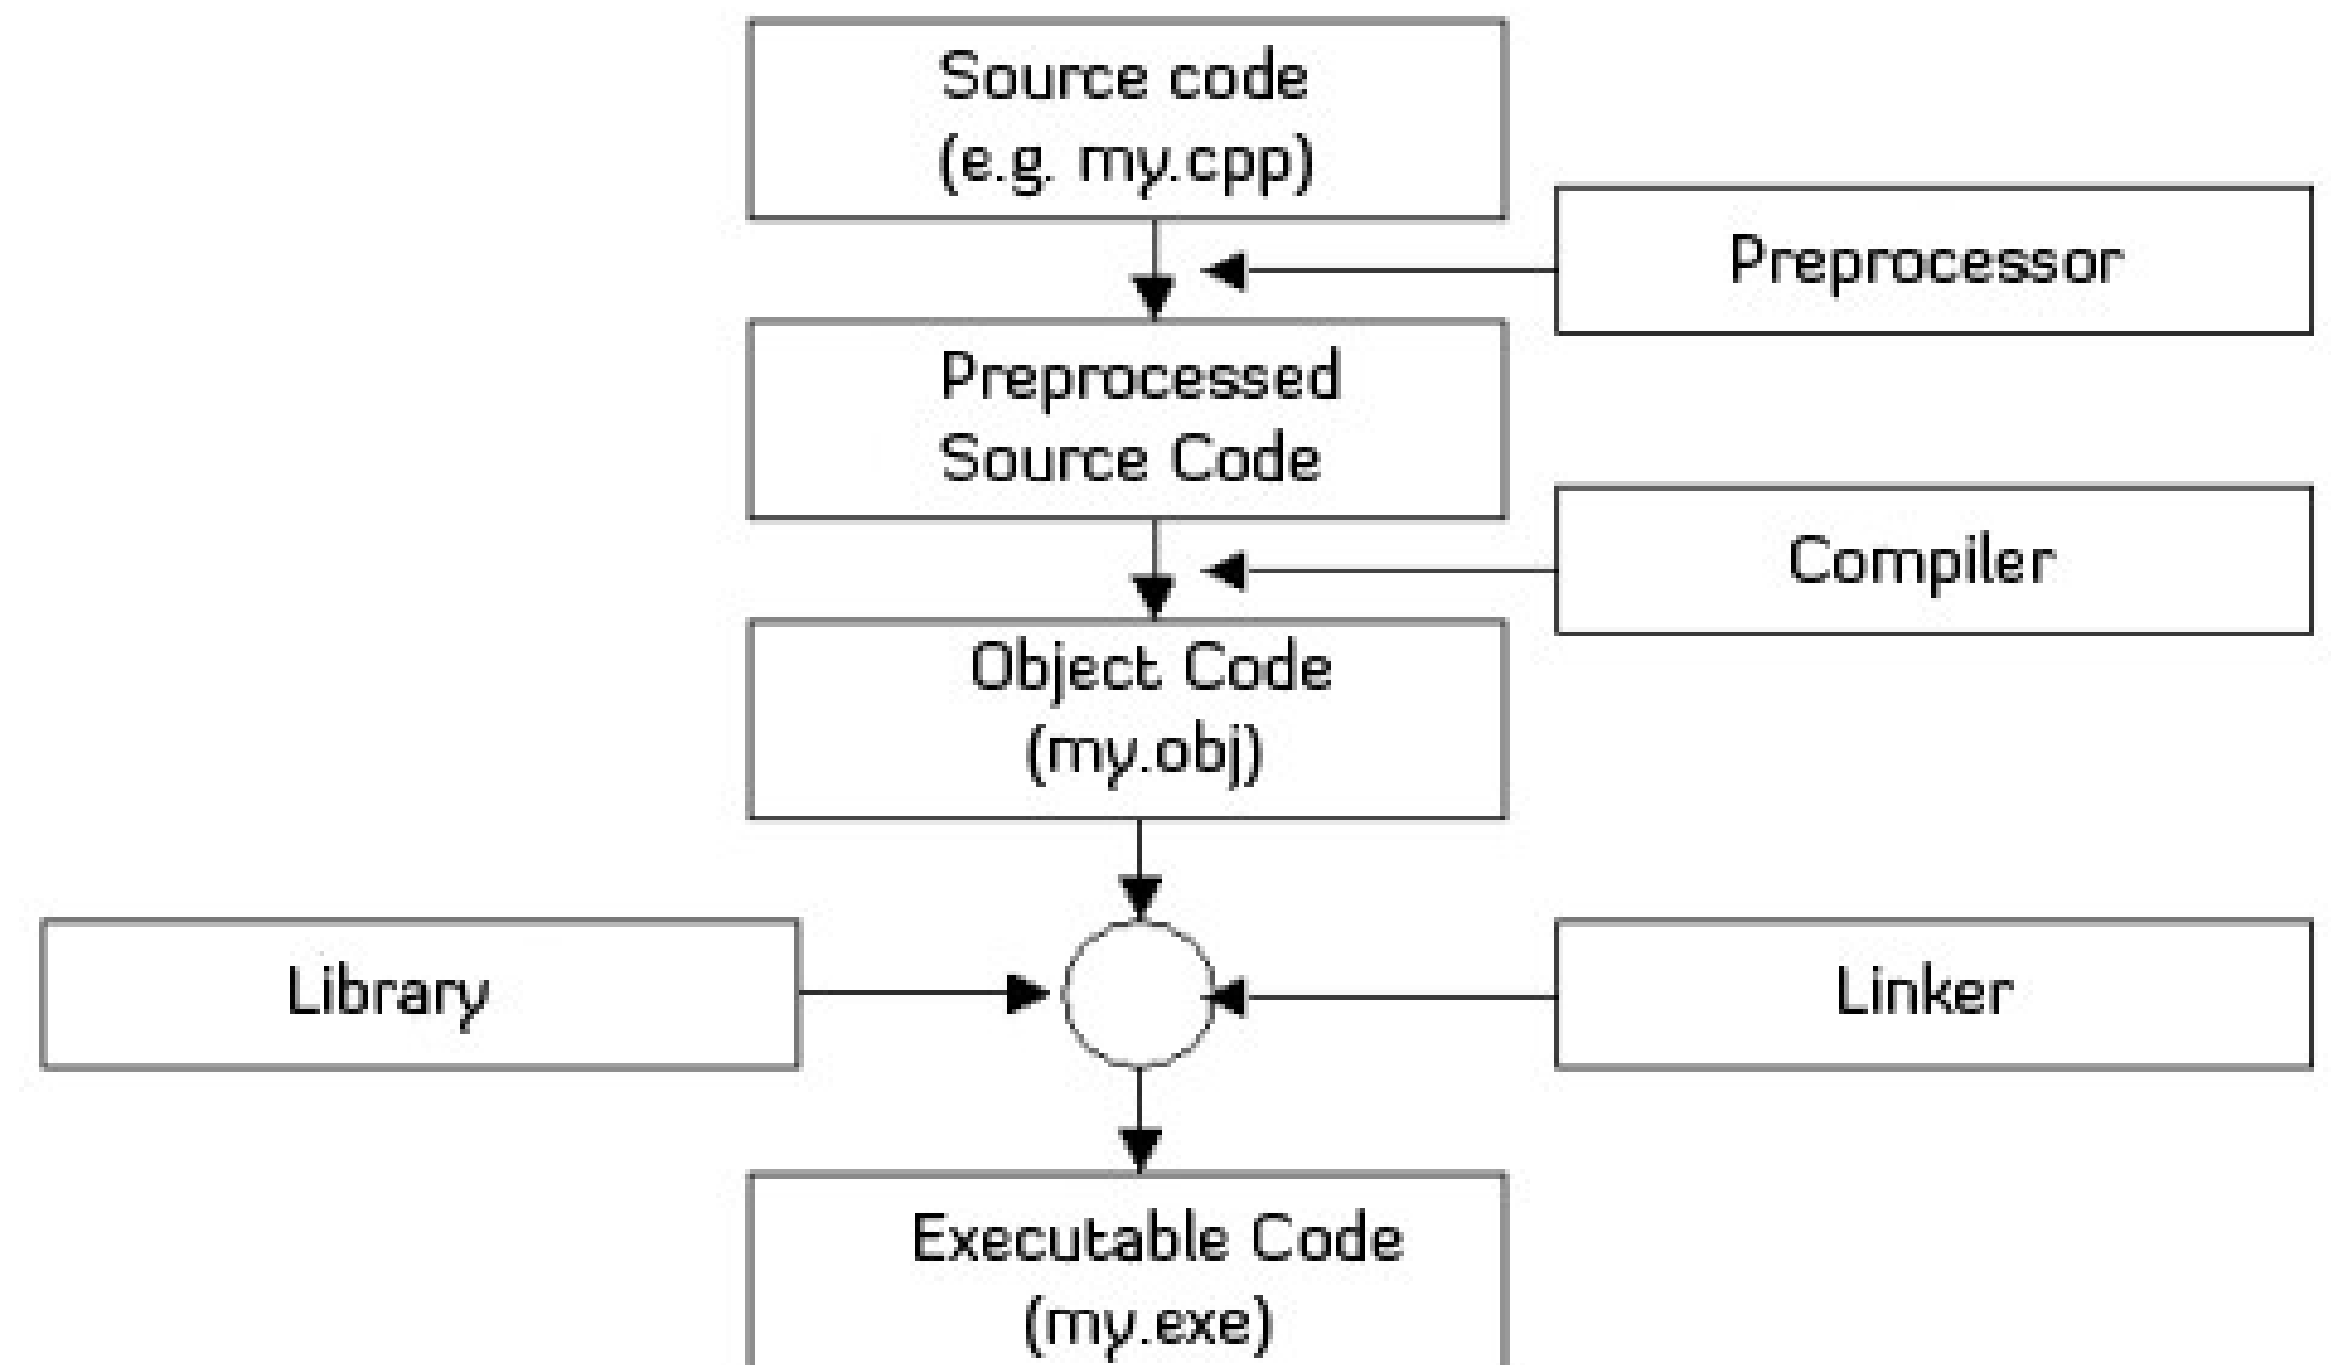 Source code
(e.g. my.cpp)
Preprocessor
Preprocessed
Source Code
Compiler
Object Code
(my.obj)
Library
Linker
Executable Code
(my.exe)